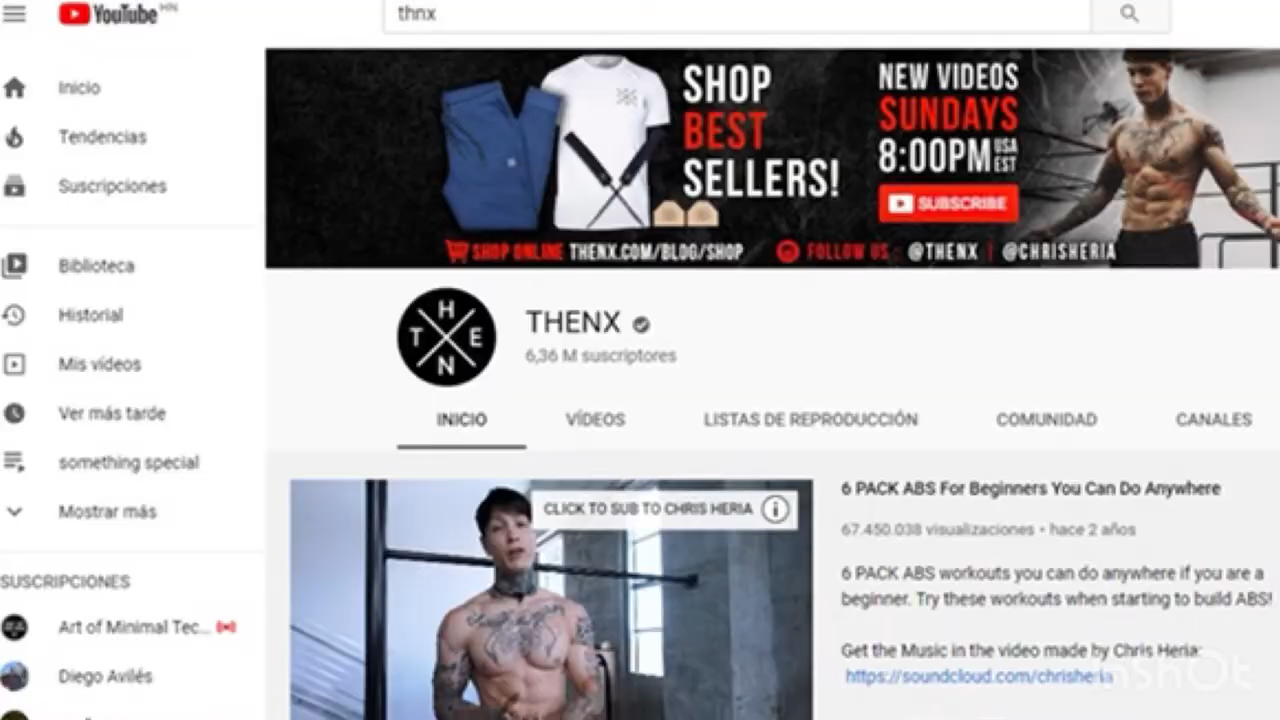 YouTube HN
thnx
Inicio
Tendencias
Suscripciones
Biblioteca
Historial
Mis vídeos
Ver más tarde
something special
Mostrar más
SUSCRIPCIONES
Art of Minimal Tec...
Diego Avilés
SHOP
BEST
SELLERS!
NEW VIDEOS
SUNDAYS
8:00PM USA EST
SUBSCRIBE
SHOP ONLINE THENX.COM/BLOG/SHOP
FOLLOW US : @THENX | @CHRISHERIA
H
T E
N
THENX
6,36 M suscriptores
INICIO VÍDEOS LISTAS DE REPRODUCCIÓN COMUNIDAD CANALES
CLICK TO SUB TO CHRIS HERIA
6 PACK ABS For Beginners You Can Do Anywhere
67.450.038 visualizaciones • hace 2 años
6 PACK ABS workouts you can do anywhere if you are a
beginner. Try these workouts when starting to build ABS!
Get the Music in the video made by Chris Heria:
https://soundcloud.com/chrisheria